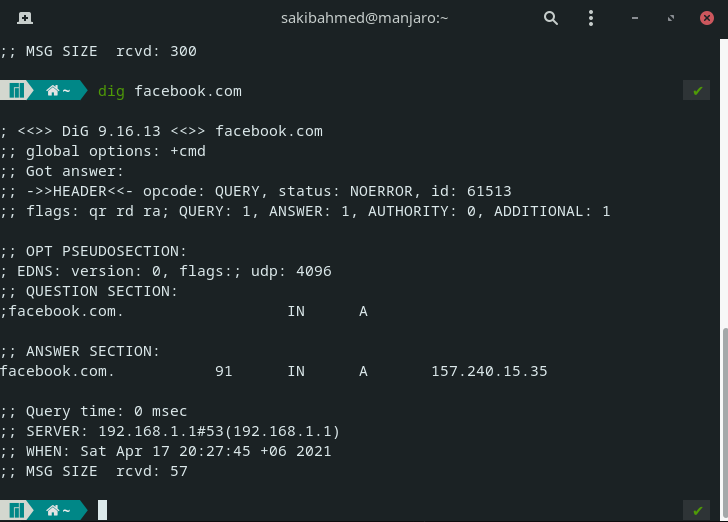 sakibahmed@manjaro:~
;; MSG SIZE  rcvd: 300
~ dig facebook.com ✔
; <<>> DiG 9.16.13 <<>> facebook.com
;; global options: +cmd
;; Got answer:
;; ->>HEADER<<- opcode: QUERY, status: NOERROR, id: 61513
;; flags: qr rd ra; QUERY: 1, ANSWER: 1, AUTHORITY: 0, ADDITIONAL: 1
;; OPT PSEUDOSECTION:
; EDNS: version: 0, flags:; udp: 4096
;; QUESTION SECTION:
;facebook.com.                  IN      A
;; ANSWER SECTION:
facebook.com.           91      IN      A       157.240.15.35
;; Query time: 0 msec
;; SERVER: 192.168.1.1#53(192.168.1.1)
;; WHEN: Sat Apr 17 20:27:45 +06 2021
;; MSG SIZE  rcvd: 57
~ ✔